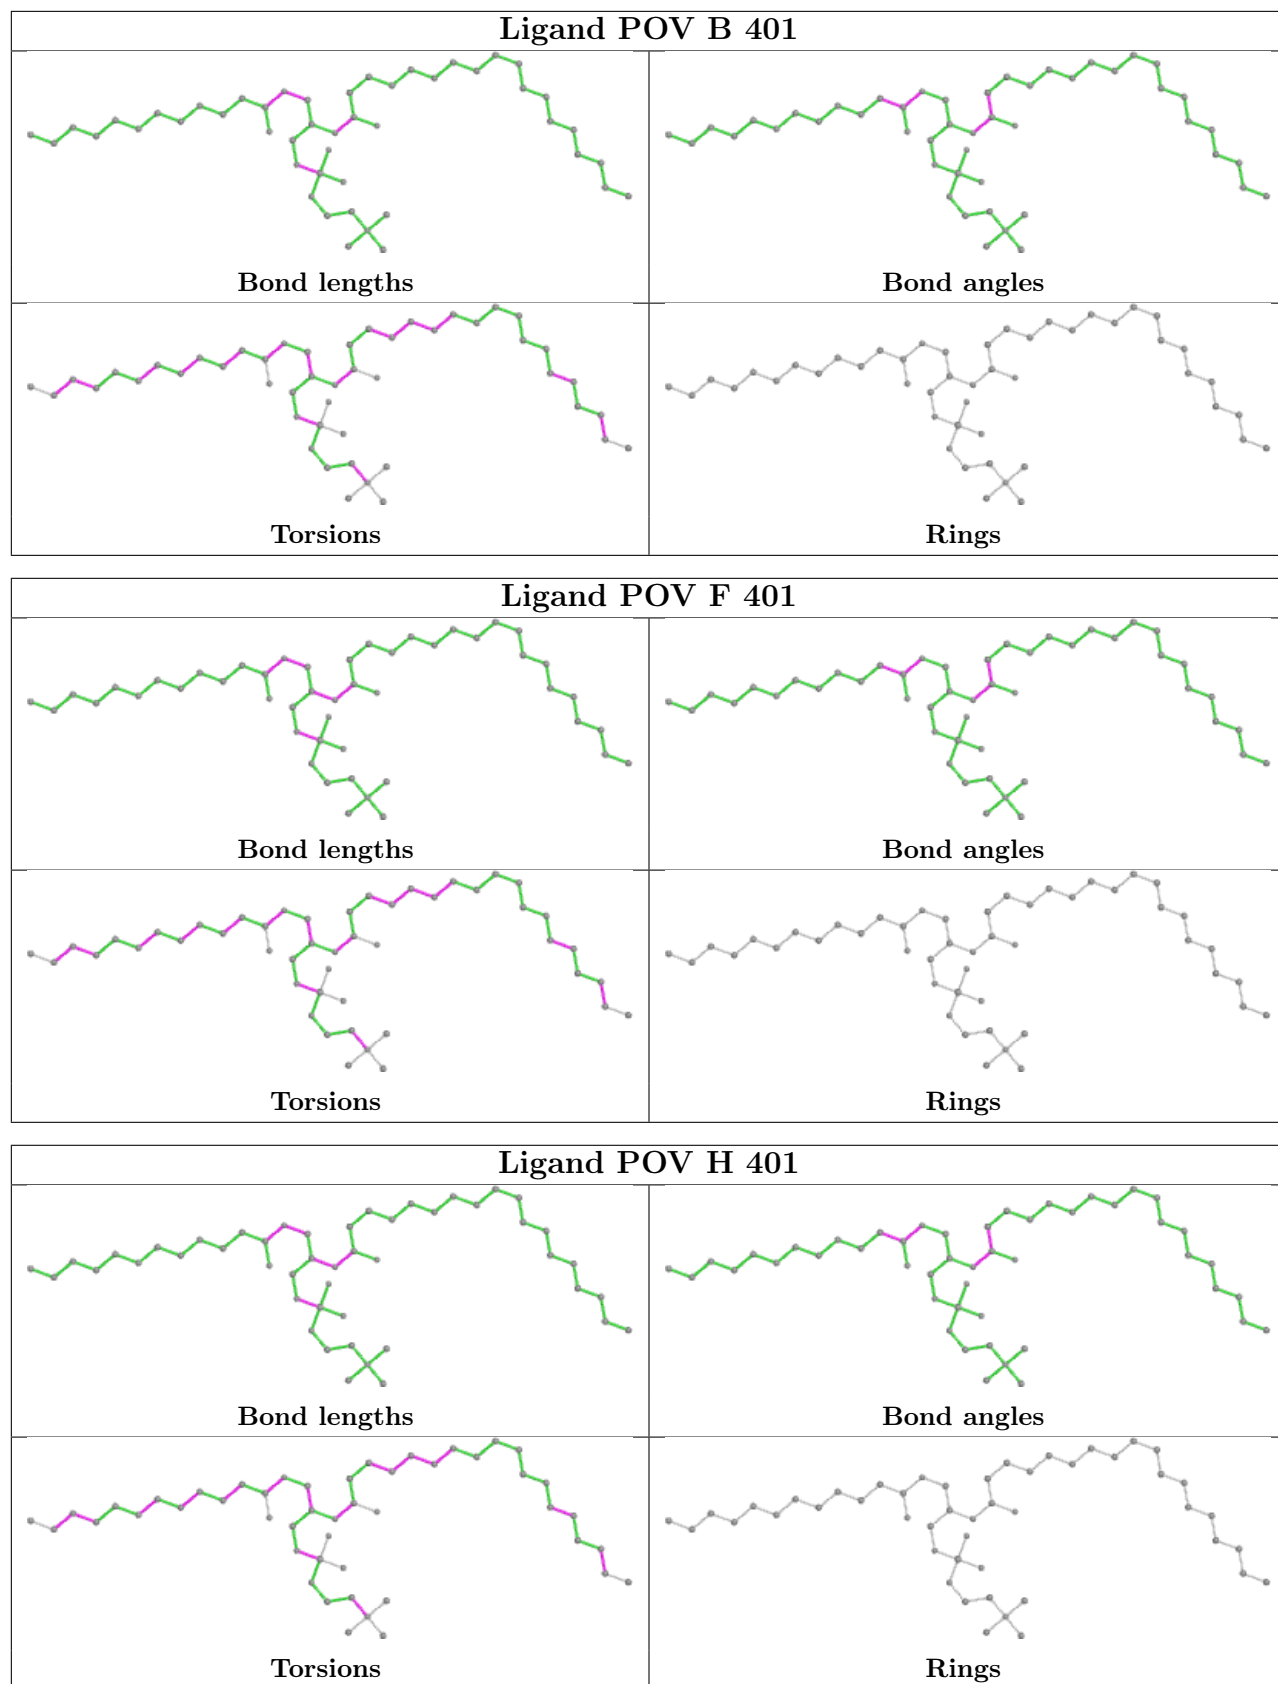 Ligand POV B 401
Bond lengths
Bond angles
Torsions
Rings
Ligand POV F 401
Bond lengths
Bond angles
Torsions
Rings
Ligand POV H 401
Bond lengths
Bond angles
Torsions
Rings